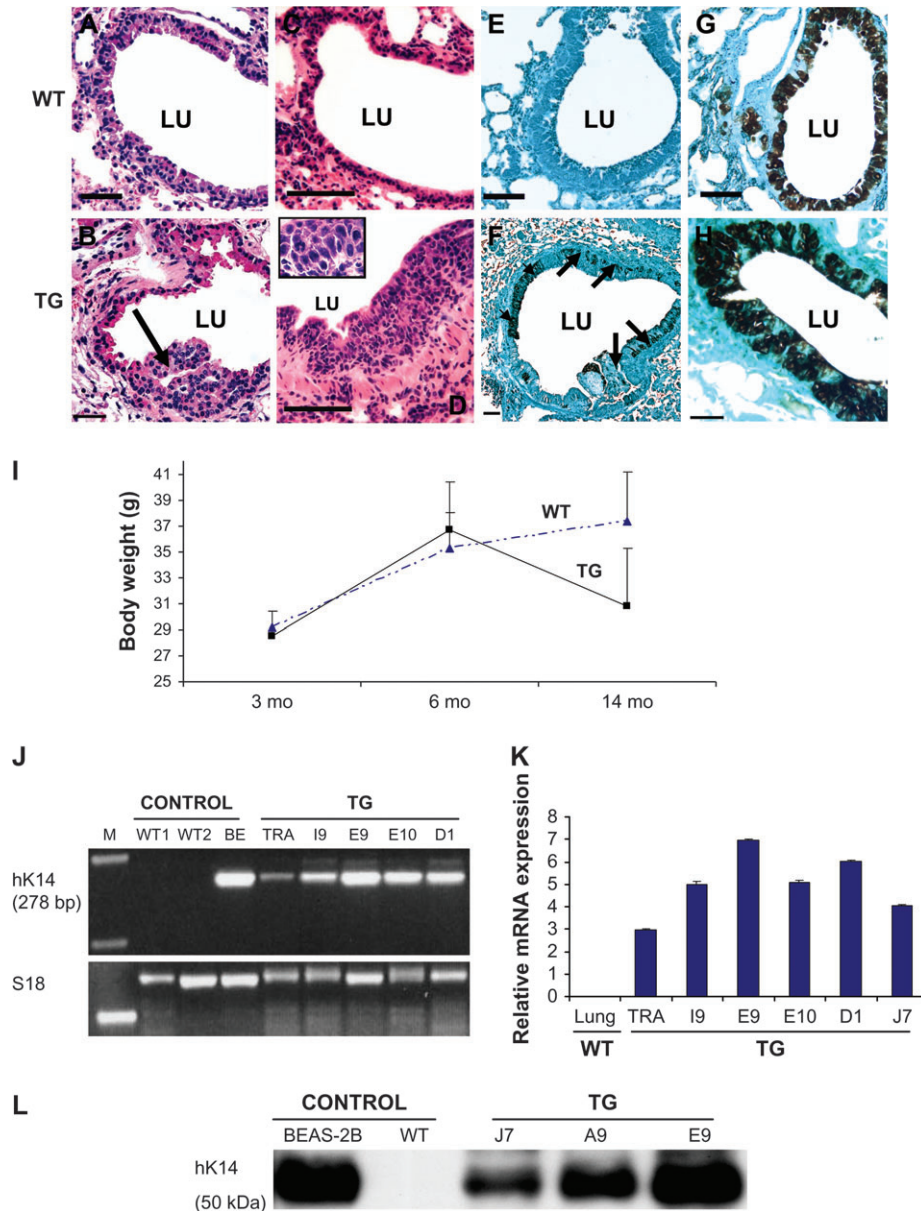 A C E G
WT LU LU LU LU
B D F H
TG LU LU LU LU
I
Body weight (g)
41
39
37
35
33
31
29
27
25
WT
TG
3 mo 6 mo 14 mo
J
CONTROL TG
M WT1 WT2 BE TRA I9 E9 E10 D1
hK14
(278 bp)
S18
K
Relative mRNA expression
8
7
6
5
4
3
2
1
0
Lung TRA I9 E9 E10 D1 J7
WT TG
L
CONTROL TG
BEAS-2B WT J7 A9 E9
hK14
(50 kDa)